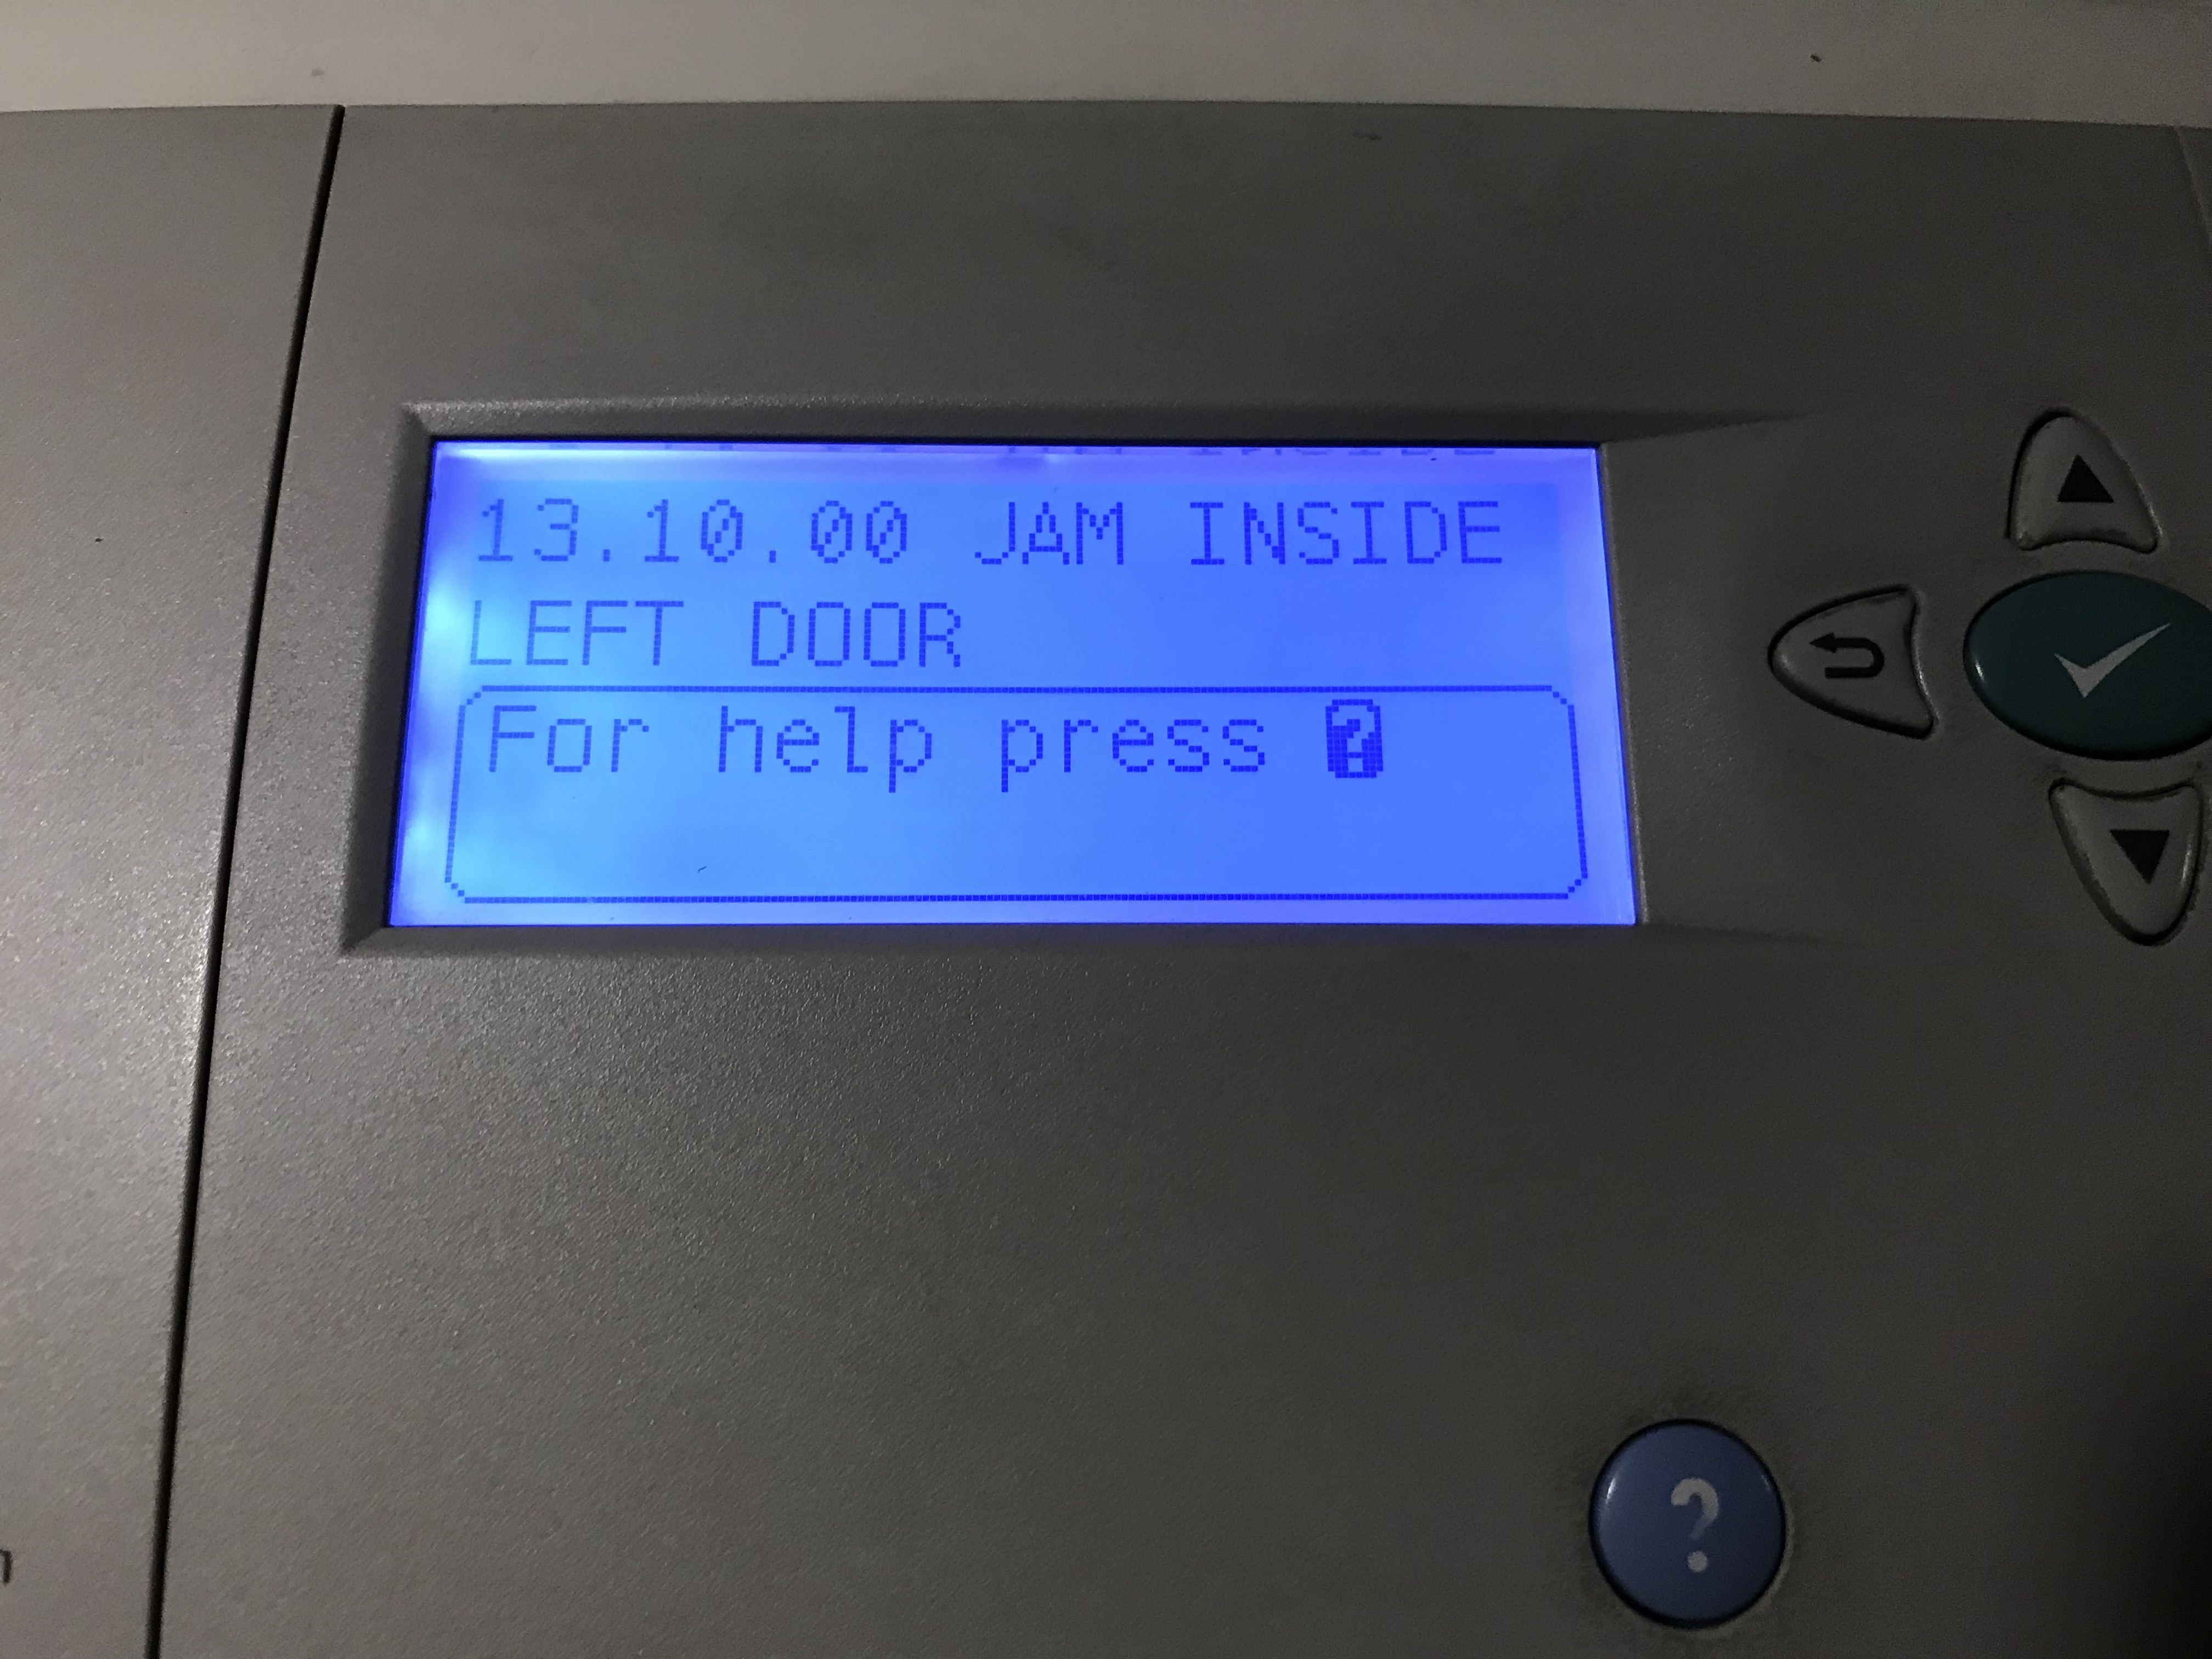 13.10.00 JAM INSIDE
LEFT DOOR
For help press ?
?